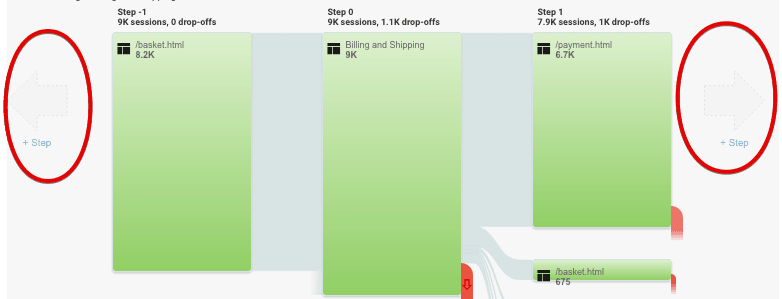 Step -1
9K sessions, 0 drop-offs
Step 0
9K sessions, 1.1K drop-offs
Step 1
7.9K sessions, 1K drop-offs
/basket.html
8.2K
Billing and Shipping
9K
/payment.html
6.7K
+ Step
+ Step
/basket.html
675